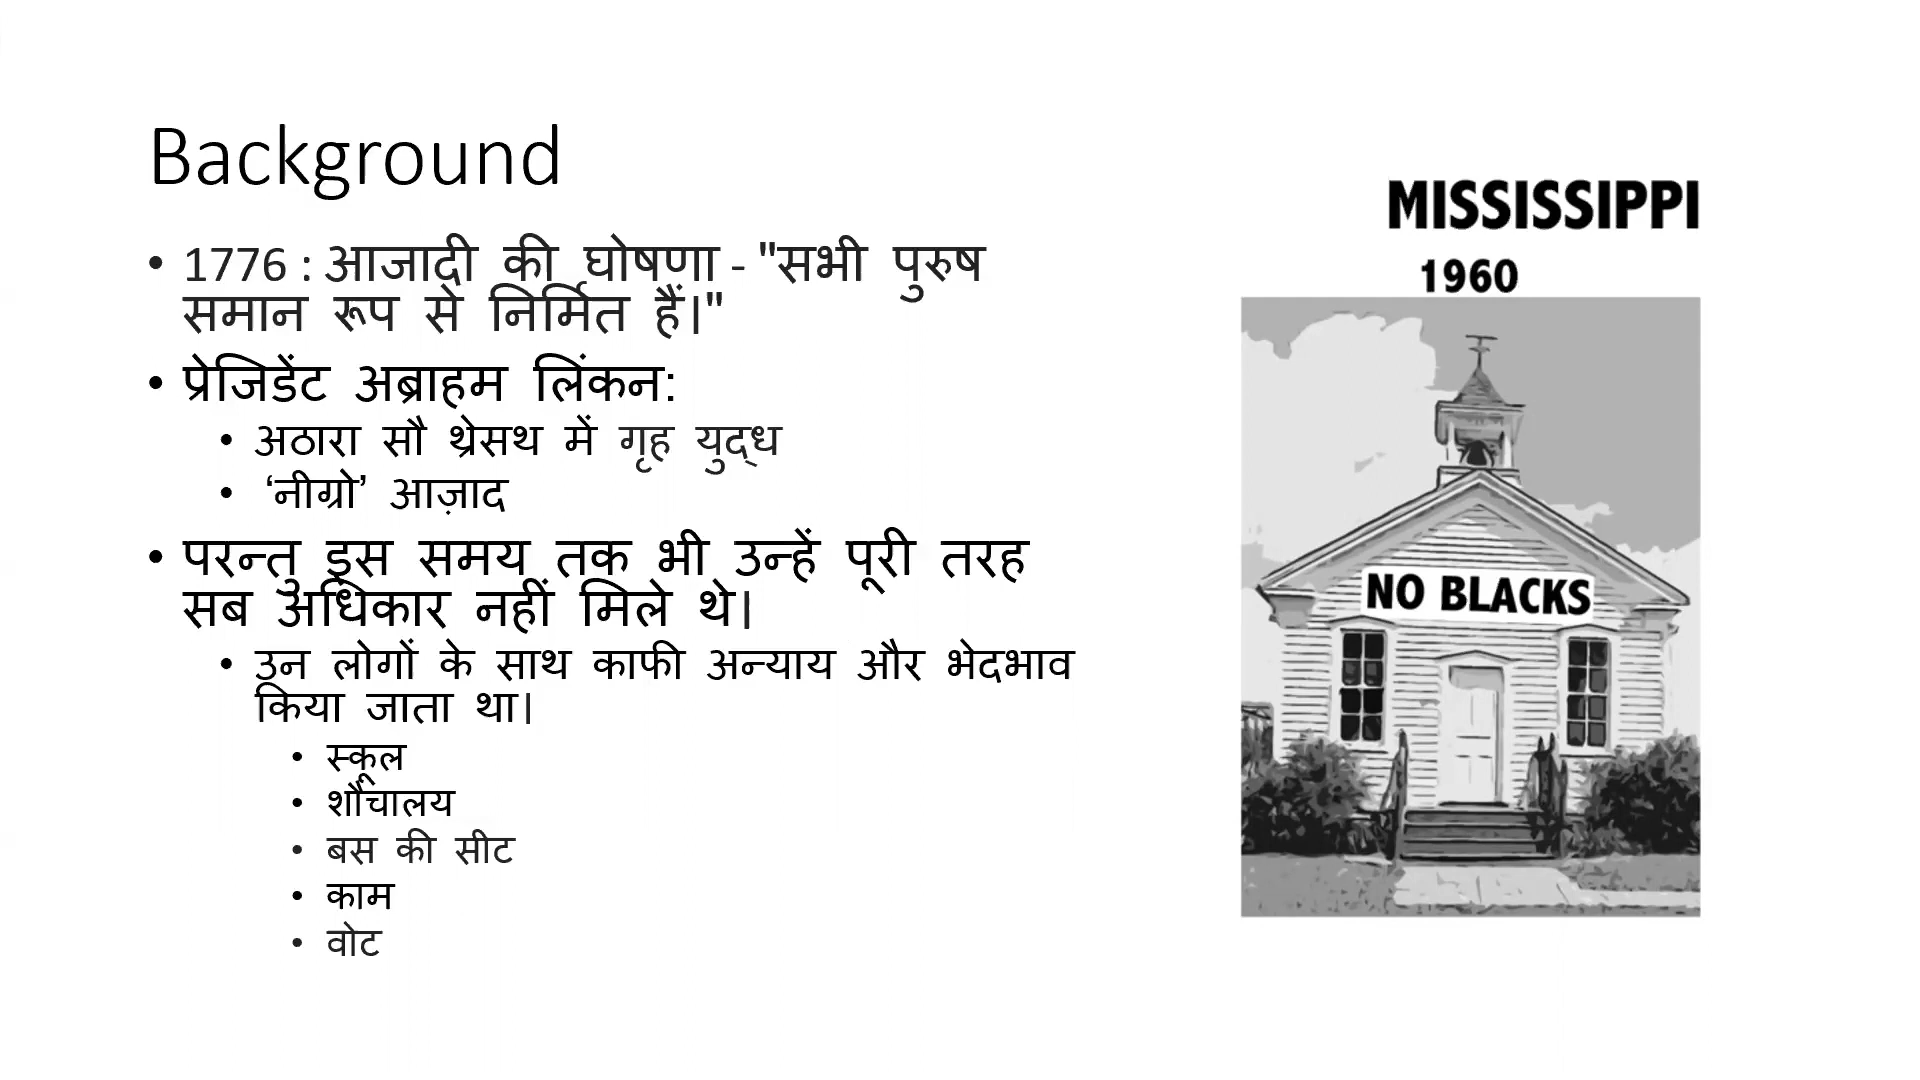 Background
• 1776 : आजादी की घोषणा - "सभी पुरुष
समान रूप से निर्मित हैं।"
• प्रेजिडेंट अब्राहम लिंकन:
• अठारा सौ थ्रेसथ में गृह युद्ध
• ‘नीग्रो’ आज़ाद
• परन्तु इस समय तक भी उन्हें पूरी तरह
सब अधिकार नहीं मिले थे।
• उन लोगों के साथ काफी अन्याय और भेदभाव
किया जाता था।
• स्कूल
• शौचालय
• बस की सीट
• काम
• वोट
MISSISSIPPI
1960
NO BLACKS